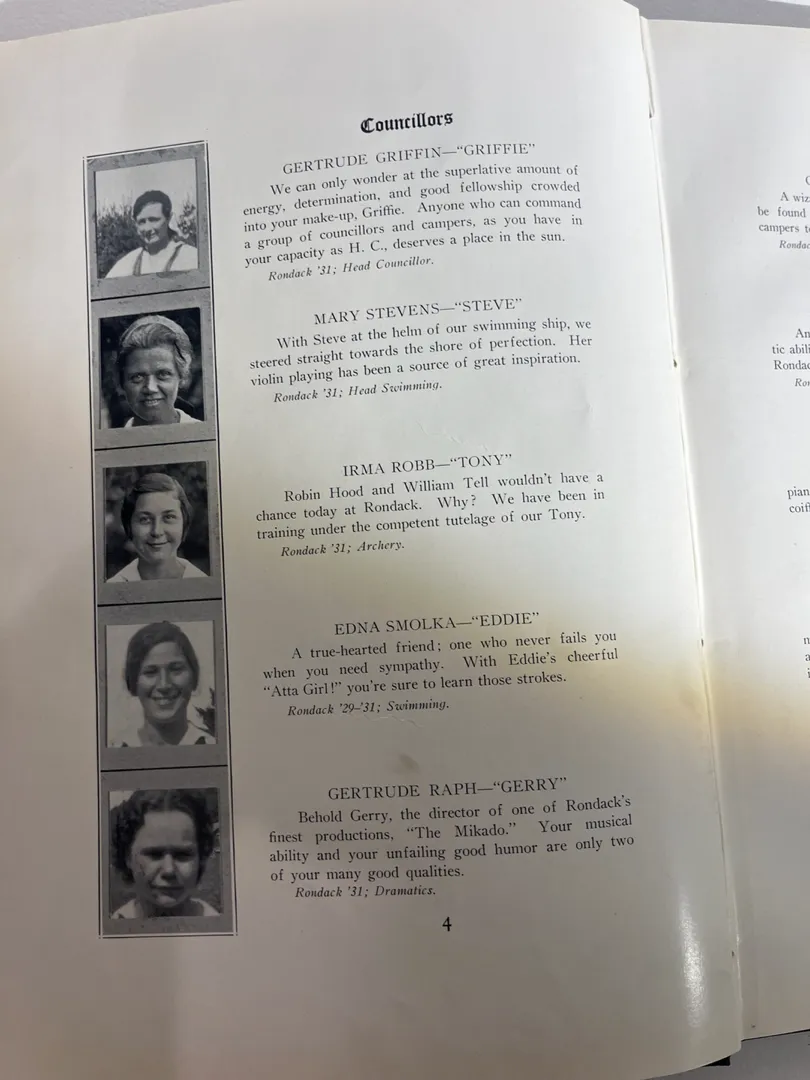 Councillors
GERTRUDE GRIFFIN—“GRIFFIE”
We can only wonder at the superlative amount of
energy, determination, and good fellowship crowded
into your make-up, Griffie. Anyone who can command
a group of councillors and campers, as you have in
your capacity as H. C., deserves a place in the sun.
Rondack ’31; Head Councillor.
MARY STEVENS—“STEVE”
With Steve at the helm of our swimming ship, we
steered straight towards the shore of perfection. Her
violin playing has been a source of great inspiration.
Rondack ’31; Head Swimming.
IRMA ROBB—“TONY”
Robin Hood and William Tell wouldn’t have a
chance today at Rondack. Why? We have been in
training under the competent tutelage of our Tony.
Rondack ’31; Archery.
EDNA SMOLKA—“EDDIE”
A true-hearted friend; one who never fails you
when you need sympathy. With Eddie’s cheerful
“Atta Girl!” you’re sure to learn those strokes.
Rondack ’29–’31; Swimming.
GERTRUDE RAPH—“GERRY”
Behold Gerry, the director of one of Rondack’s
finest productions, “The Mikado.” Your musical
ability and your unfailing good humor are only two
of your many good qualities.
Rondack ’31; Dramatics.
4
A wiz
be found
campers t
Rondac
An
tic abili
Rondac
Ro
pian
coif